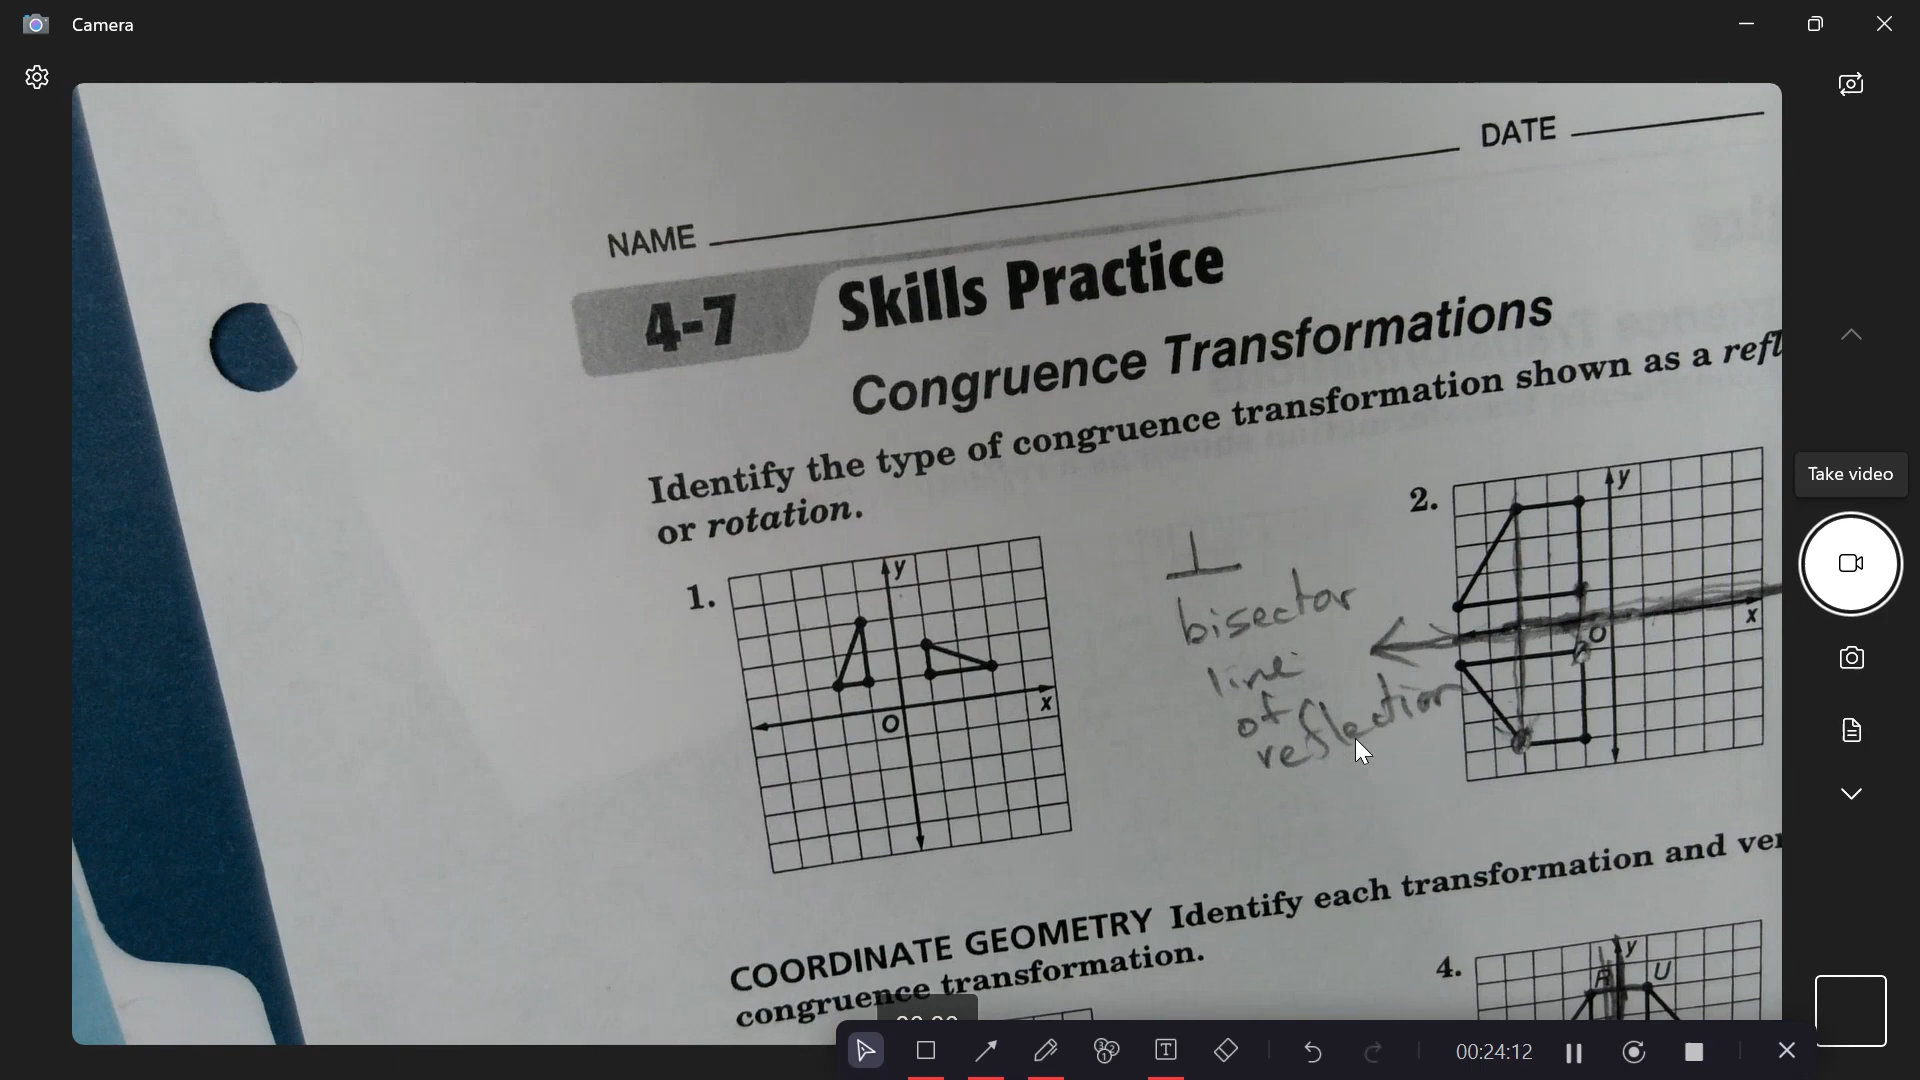 Camera
DATE
NAME
4-7 Skills Practice
Congruence Transformations
Identify the type of congruence transformation shown as a refl
or rotation.
1.
y
x
O
⊥
bisector
line
of
reflection
2.
y
x
O
Take video
COORDINATE GEOMETRY Identify each transformation and ver
congruence transformation.
4.
y
R U
00:24:12